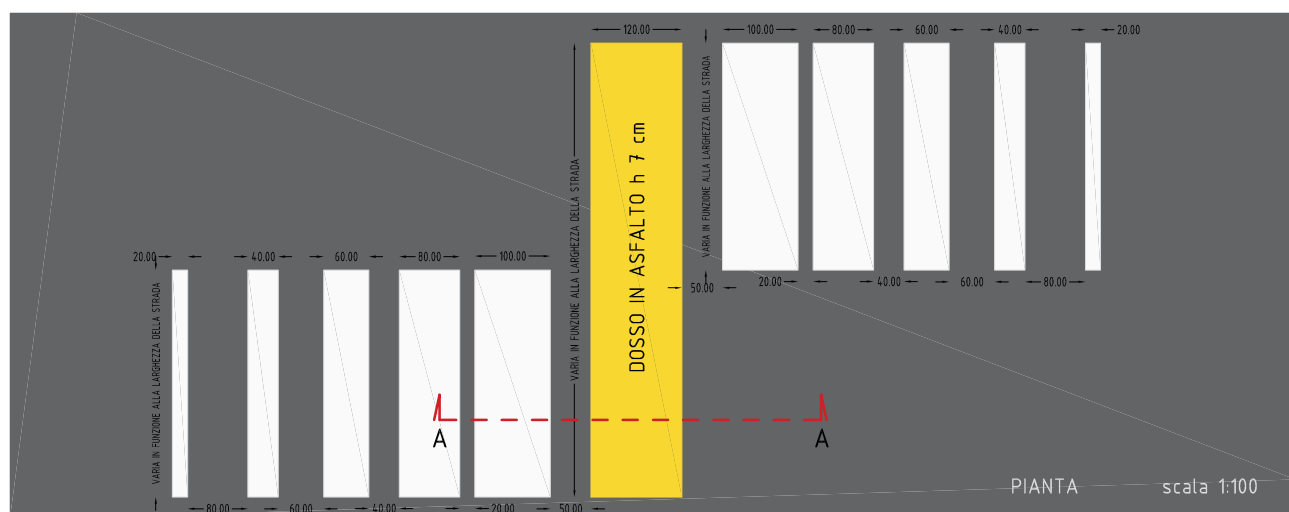 120.00
100.00
80.00
60.00
40.00
20.00
VARIA IN FUNZIONE ALLA LARGHEZZA DELLA STRADA
DOSSO IN ASFALTO h 7 cm
VARIA IN FUNZIONE ALLA LARGHEZZA DELLA STRADA
50.00
20.00
40.00
60.00
80.00
20.00
40.00
60.00
80.00
100.00
VARIA IN FUNZIONE ALLA LARGHEZZA DELLA STRADA
A
A
80.00
60.00
40.00
20.00
50.00
PIANTA
scala 1:100